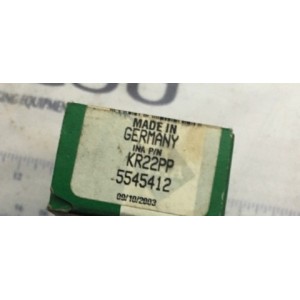 MADE IN
GERMANY
INA P/N
KR22PP
5545412
09/10/2003